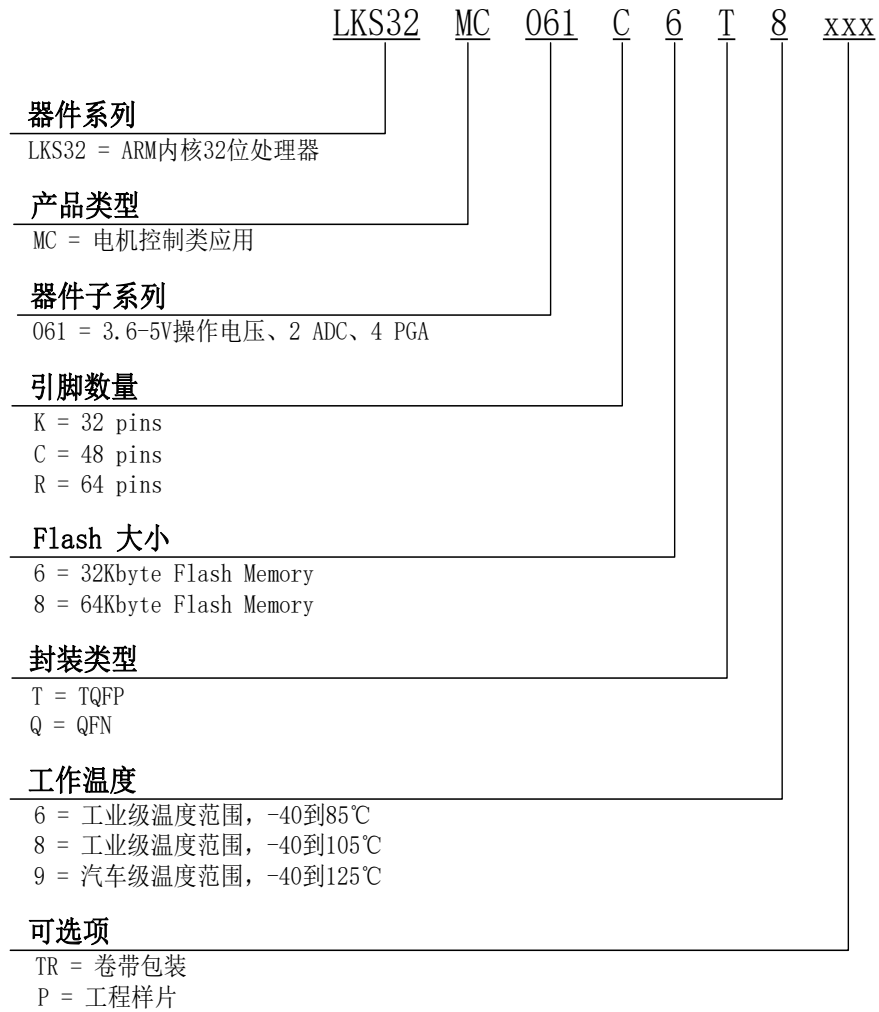 LKS32 MC 061 C 6 T 8 xxx
器件系列
LKS32 = ARM内核32位处理器
产品类型
MC = 电机控制类应用
器件子系列
061 = 3.6-5V操作电压、2 ADC、4 PGA
引脚数量
K = 32 pins
C = 48 pins
R = 64 pins
Flash 大小
6 = 32Kbyte Flash Memory
8 = 64Kbyte Flash Memory
封装类型
T = TQFP
Q = QFN
工作温度
6 = 工业级温度范围，-40到85℃
8 = 工业级温度范围，-40到105℃
9 = 汽车级温度范围，-40到125℃
可选项
TR = 卷带包装
P = 工程样片